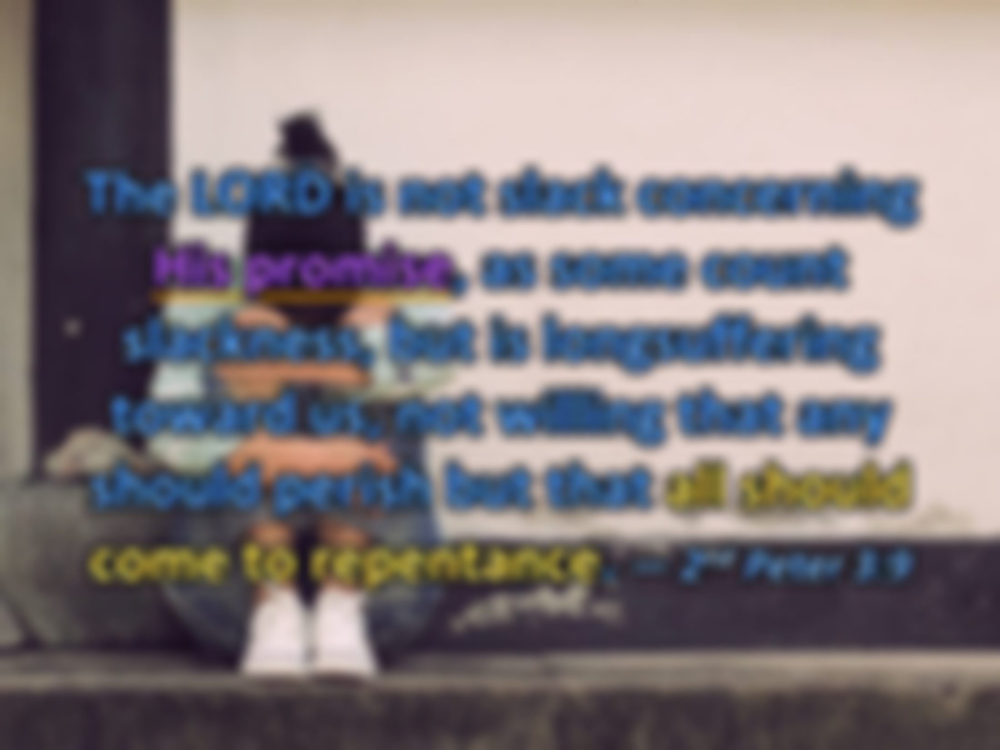 The LORD is not slack concerning
His promise, as some count
slackness, but is longsuffering
toward us, not willing that any
should perish but that all should
come to repentance. — 2nd Peter 3:9